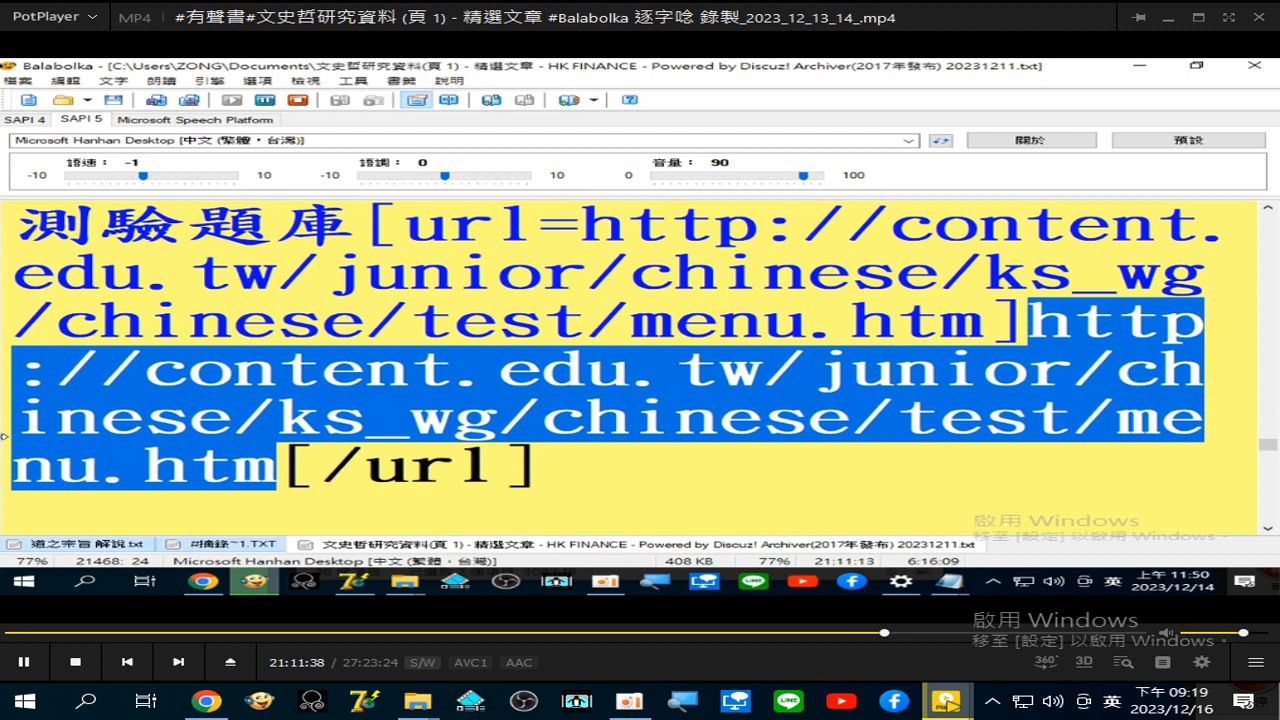 PotPlayer MP4 #有聲書#文史哲研究資料 (頁 1) - 精選文章 #Balabolka 逐字唸 錄製_2023_12_13_14_.mp4
Balabolka - [C:\Users\ZONG\Documents\文史哲研究資料(頁 1) - 精選文章 - HK FINANCE - Powered by Discuz! Archiver(2017年發布) 20231211.txt]
檔案 編輯 文字 朗讀 引擎 選項 檢視 工具 書籤 說明
SAPI 4 SAPI 5 Microsoft Speech Platform
Microsoft Hanhan Desktop [中文 (繁體，台灣)] 關於 預設
語速： -1 語調： 0 音量： 90
-10 10 -10 10 0 100
測驗題庫[url=http://content.
edu.tw/junior/chinese/ks_wg
/chinese/test/menu.htm]http
://content.edu.tw/junior/ch
inese/ks_wg/chinese/test/me
nu.htm[/url]
啟用 Windows
移至 [設定] 以啟用 Windows。
道之宗旨 解說.txt #摘錄~1.TXT 文史哲研究資料(頁 1) - 精選文章 - HK FINANCE - Powered by Discuz! Archiver(2017年發布) 20231211.txt
77% 21468: 24 Microsoft Hanhan Desktop [中文 (繁體，台灣)] 408 KB 77% 21:11:13 6:16:09
英 上午 11:50
2023/12/14
啟用 Windows
移至 [設定] 以啟用 Windows。
21:11:38 / 27:23:24 S/W AVC1 AAC 360° 3D
英 下午 09:19
2023/12/16